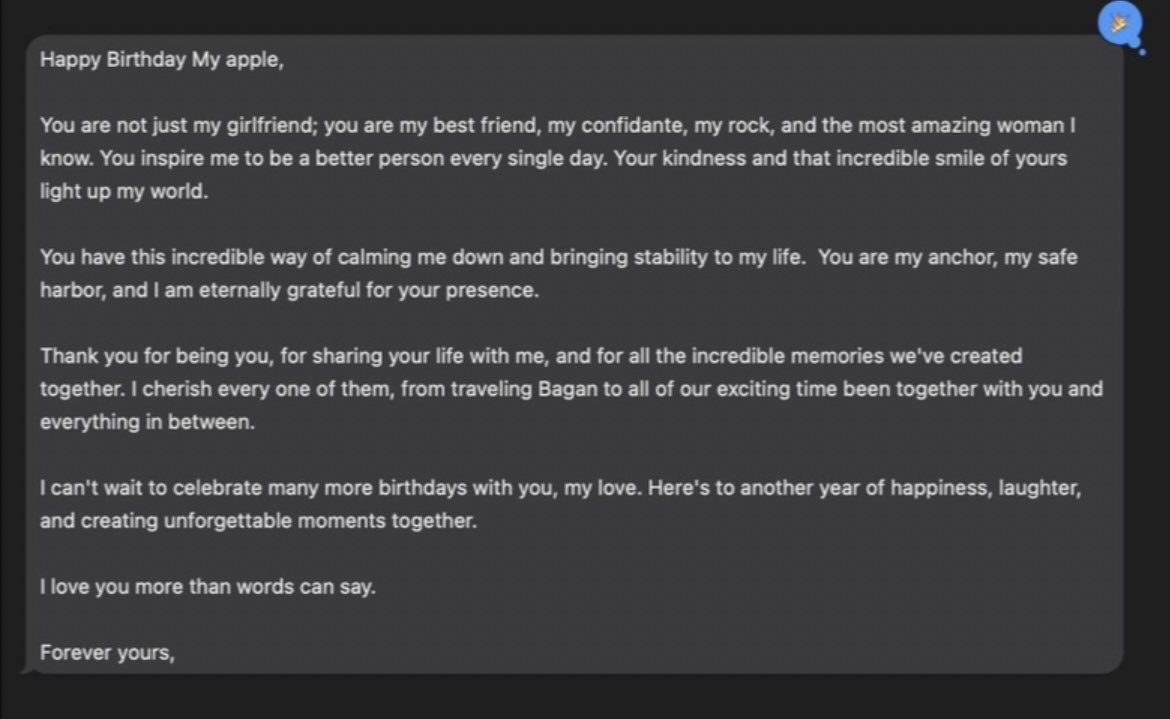 Happy Birthday My apple,
You are not just my girlfriend; you are my best friend, my confidante, my rock, and the most amazing woman I
know. You inspire me to be a better person every single day. Your kindness and that incredible smile of yours
light up my world.
You have this incredible way of calming me down and bringing stability to my life.  You are my anchor, my safe
harbor, and I am eternally grateful for your presence.
Thank you for being you, for sharing your life with me, and for all the incredible memories we've created
together. I cherish every one of them, from traveling Bagan to all of our exciting time been together with you and
everything in between.
I can't wait to celebrate many more birthdays with you, my love. Here's to another year of happiness, laughter,
and creating unforgettable moments together.
I love you more than words can say.
Forever yours,